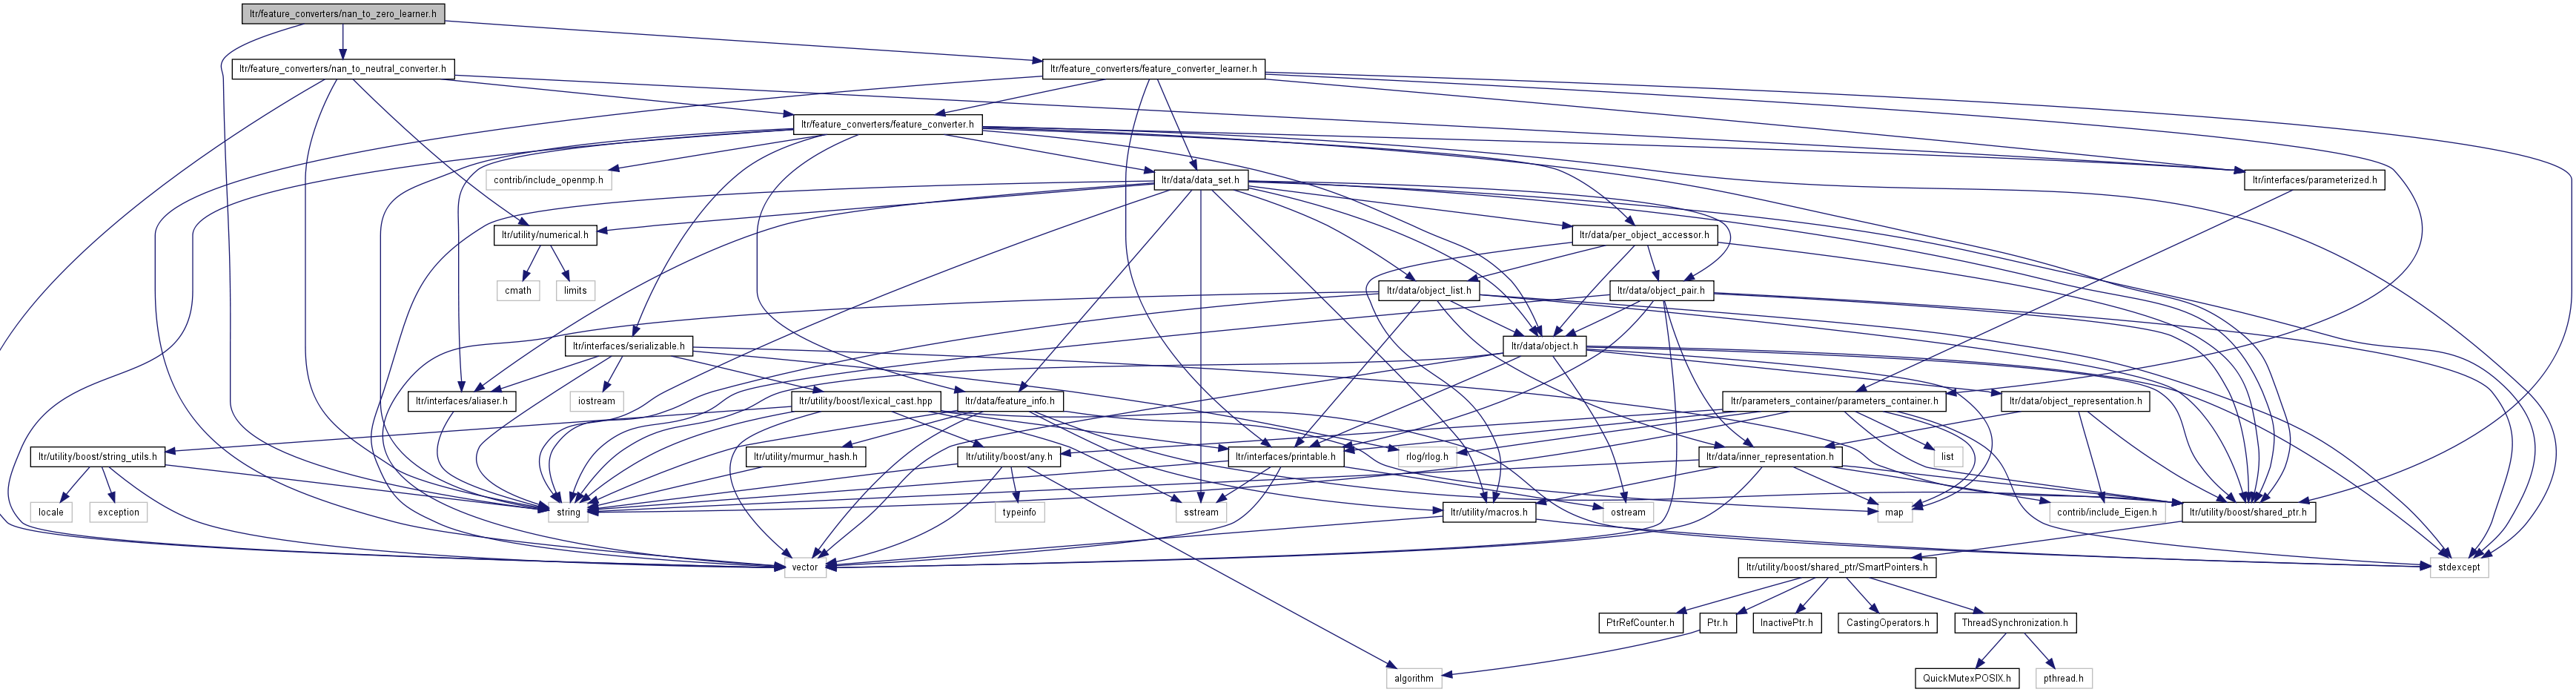 ltr/feature_converters/nan_to_zero_learner.h
ltr/feature_converters/nan_to_neutral_converter.h
ltr/feature_converters/feature_converter_learner.h
ltr/feature_converters/feature_converter.h
contrib/include_openmp.h
ltr/data/data_set.h
ltr/interfaces/parameterized.h
ltr/utility/numerical.h
ltr/data/per_object_accessor.h
cmath
limits
ltr/data/object_list.h
ltr/data/object_pair.h
ltr/interfaces/serializable.h
ltr/data/object.h
ltr/interfaces/aliaser.h
iostream
ltr/utility/boost/lexical_cast.hpp
ltr/data/feature_info.h
ltr/parameters_container/parameters_container.h
ltr/data/object_representation.h
ltr/utility/boost/string_utils.h
ltr/utility/murmur_hash.h
ltr/utility/boost/any.h
ltr/interfaces/printable.h
rlog/rlog.h
ltr/data/inner_representation.h
list
locale
exception
string
typeinfo
sstream
ltr/utility/macros.h
ostream
map
contrib/include_Eigen.h
ltr/utility/boost/shared_ptr.h
vector
ltr/utility/boost/shared_ptr/SmartPointers.h
stdexcept
PtrRefCounter.h
Ptr.h
InactivePtr.h
CastingOperators.h
ThreadSynchronization.h
algorithm
QuickMutexPOSIX.h
pthread.h